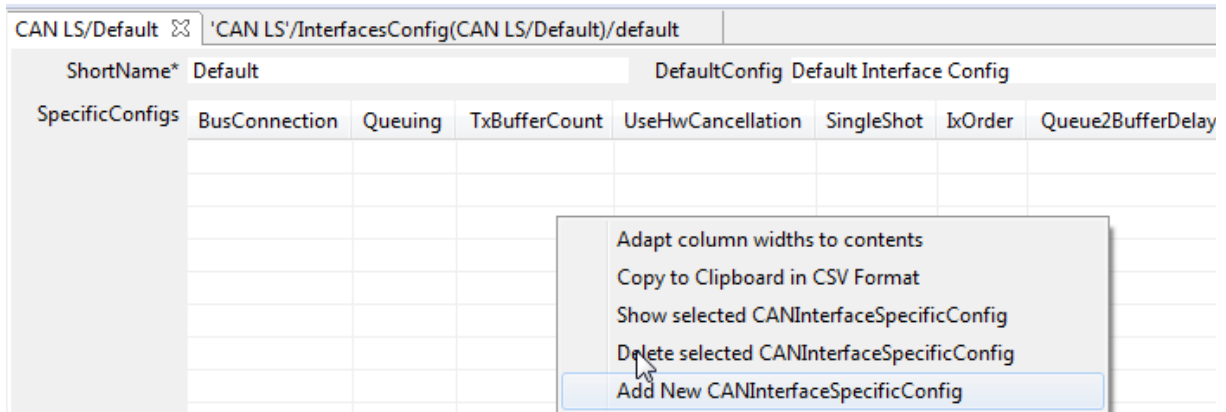 CAN LS/Default 'CAN LS'/InterfacesConfig(CAN LS/Default)/default
ShortName* Default DefaultConfig Default Interface Config
SpecificConfigs BusConnection Queuing TxBufferCount UseHwCancellation SingleShot IxOrder Queue2BufferDelay
Adapt column widths to contents
Copy to Clipboard in CSV Format
Show selected CANInterfaceSpecificConfig
Delete selected CANInterfaceSpecificConfig
Add New CANInterfaceSpecificConfig